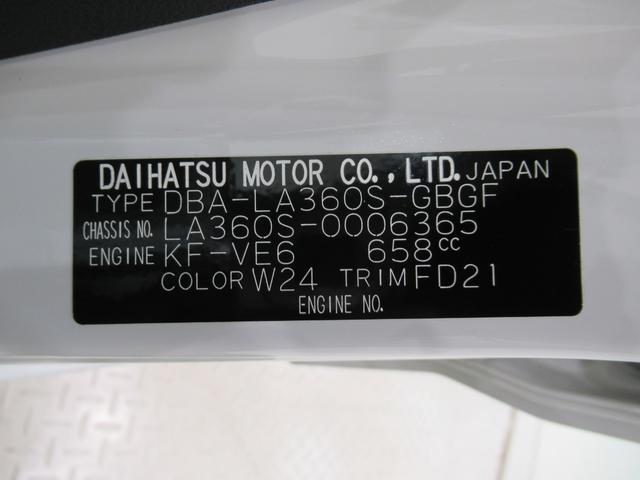 DAIHATSU MOTOR CO., LTD. JAPAN
TYPE DBA-LA360S-GBGF
CHASSIS NO. LA360S-0006365
ENGINE KF-VE6 658cc
COLOR W24 TRIM FD21
ENGINE NO.